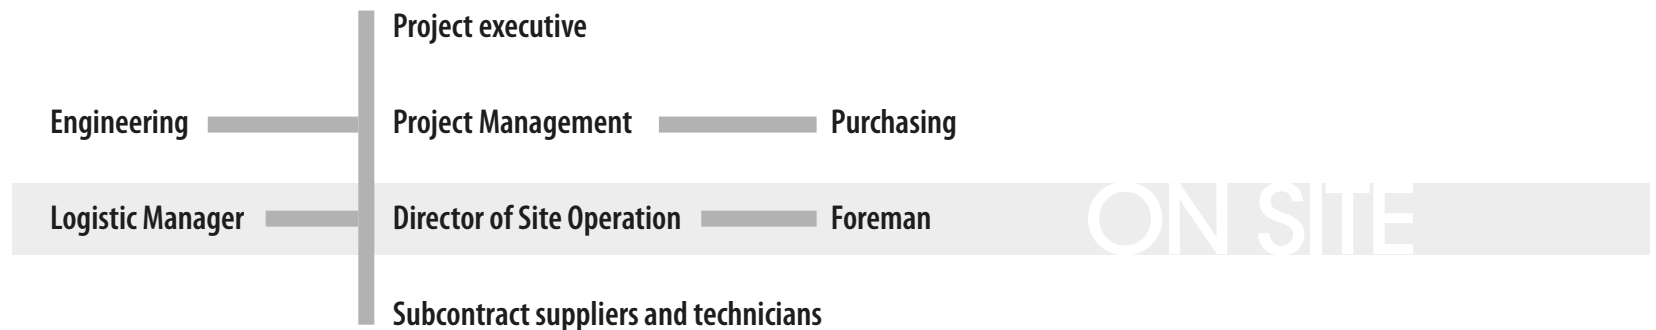 Project executive
Engineering Project Management Purchasing
Logistic Manager Director of Site Operation Foreman ON SITE
Subcontract suppliers and technicians